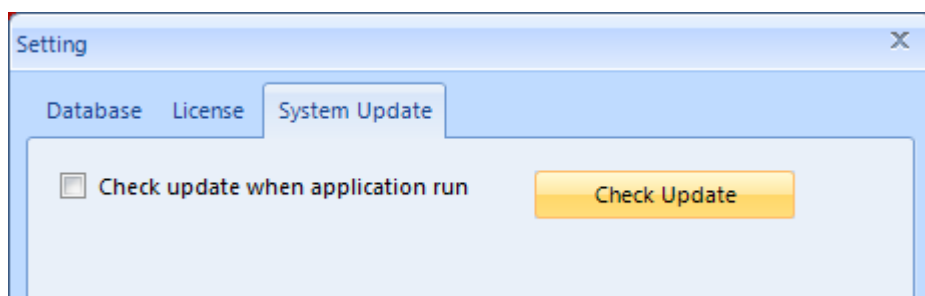 Setting
Database License System Update
Check update when application run Check Update